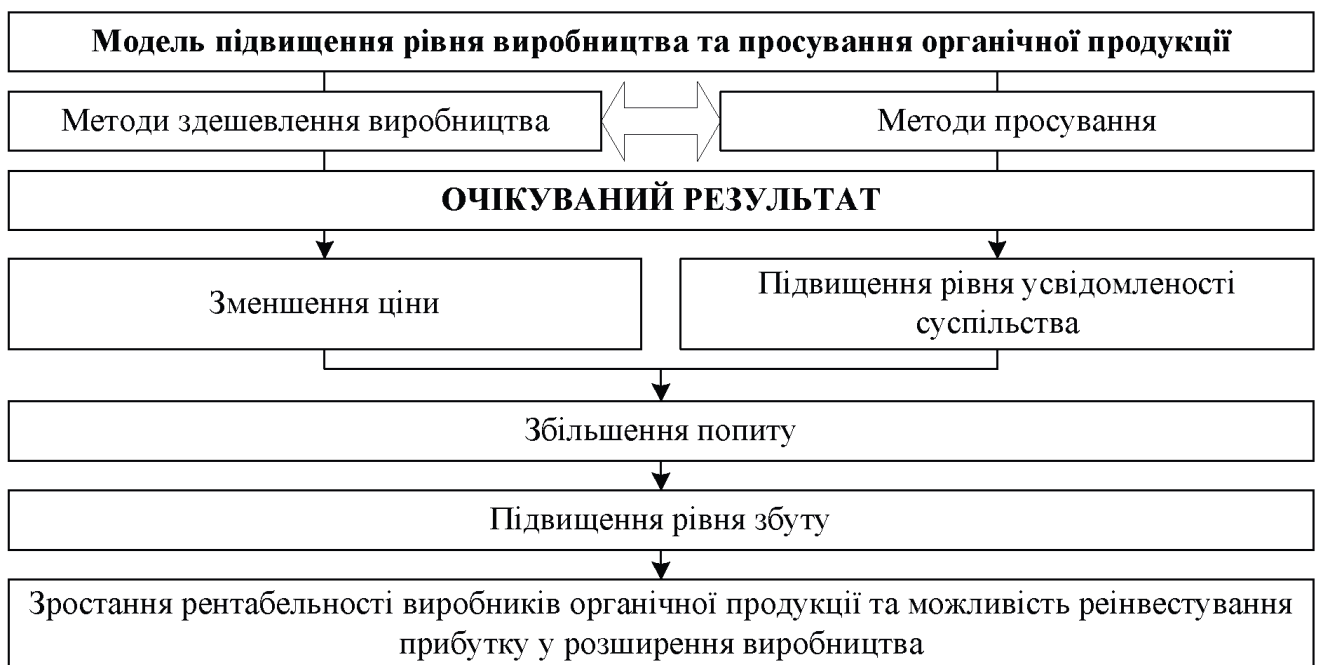 Модель підвищення рівня виробництва та просування органічної продукції
Методи здешевлення виробництва
Методи просування
ОЧІКУВАНИЙ РЕЗУЛЬТАТ
Зменшення ціни
Підвищення рівня усвідомленості
суспільства
Збільшення попиту
Підвищення рівня збуту
Зростання рентабельності виробників органічної продукції та можливість реінвестування
прибутку у розширення виробництва